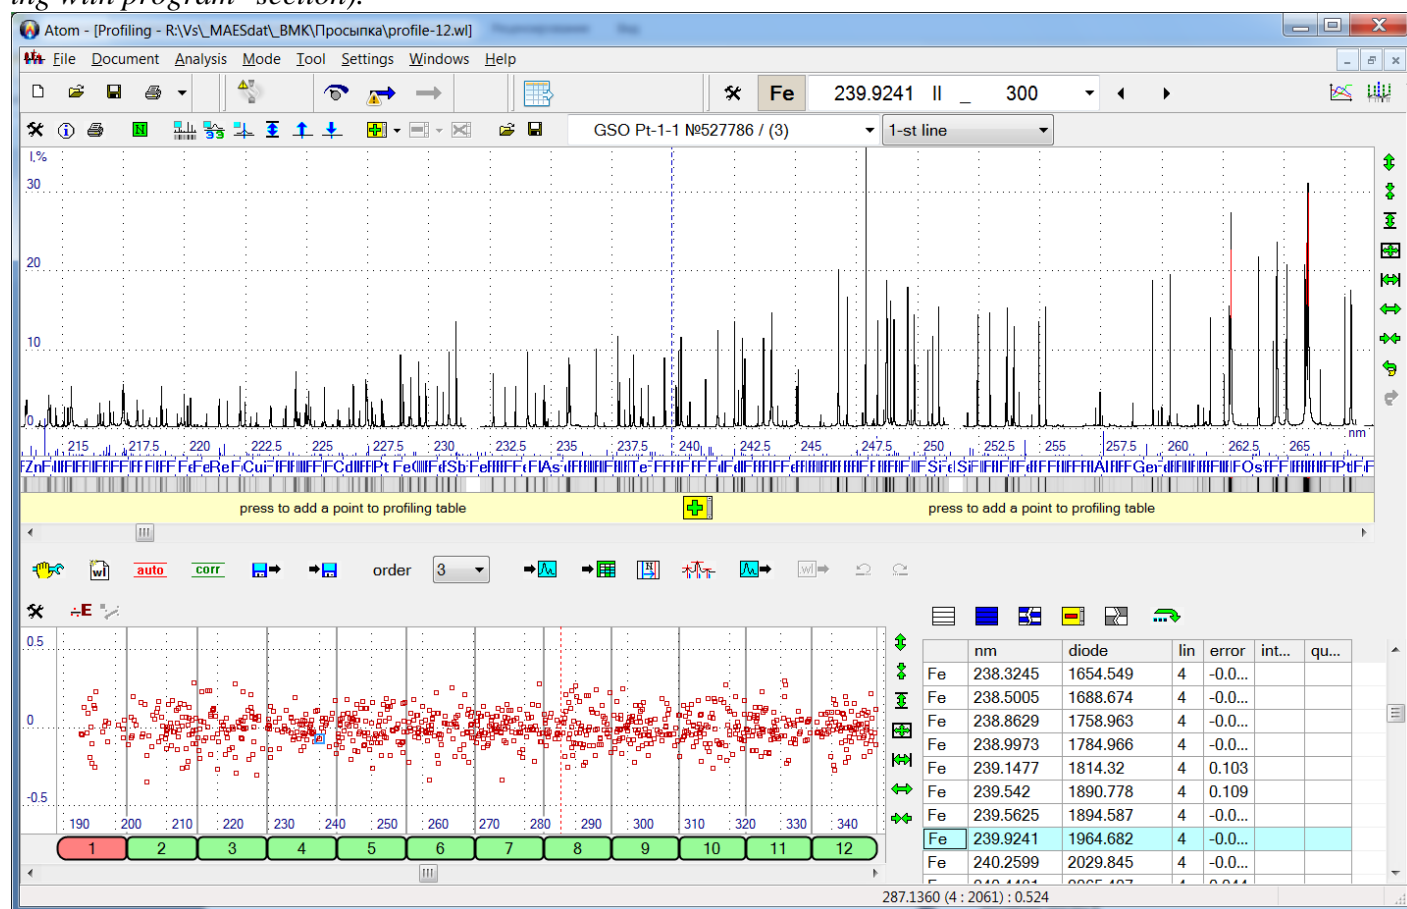 ing with program" section).
Atom - [Profiling - R:\Vs\_MAESdat\_BMK\Просыпка\profile-12.wl]
File Document Analysis Mode Tool Settings Windows Help
Fe 239.9241 II _ 300
GSO Pt-1-1 №527786 / (3) 1-st line
I,%
30
20
10
0
nm
215 217.5 220 222.5 225 227.5 230 232.5 235 237.5 240 242.5 245 247.5 250 252.5 255 257.5 260 262.5 265
press to add a point to profiling table press to add a point to profiling table
wl auto corr order 3 wl
E
nm diode lin error int... qu...
Fe 238.3245 1654.549 4 -0.0...
Fe 238.5005 1688.674 4 -0.0...
Fe 238.8629 1758.963 4 -0.0...
Fe 238.9973 1784.966 4 -0.0...
Fe 239.1477 1814.32 4 0.103
Fe 239.542 1890.778 4 0.109
Fe 239.5625 1894.587 4 -0.0...
Fe 239.9241 1964.682 4 -0.0...
Fe 240.2599 2029.845 4 -0.0...
0.5
0
-0.5
190 200 210 220 230 240 250 260 270 280 290 300 310 320 330 340
1 2 3 4 5 6 7 8 9 10 11 12
287.1360 (4 : 2061) : 0.524